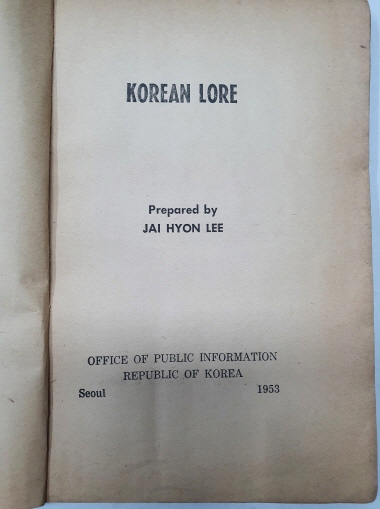 KOREAN LORE
Prepared by
JAI HYON LEE
OFFICE OF PUBLIC INFORMATION
REPUBLIC OF KOREA
Seoul 1953